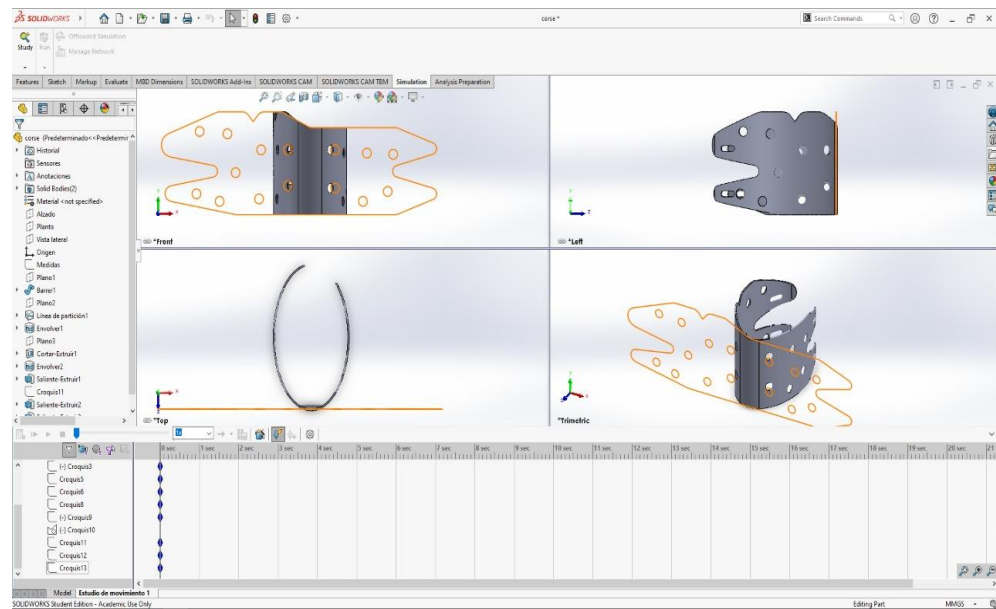 SOLIDWORKS
corse *
Search Commands
Study
Run
Offloaded Simulation
Manage Network
Features Sketch Markup Evaluate MBD Dimensions SOLIDWORKS Add-Ins SOLIDWORKS CAM SOLIDWORKS CAM TBM Simulation Analysis Preparation
corse (Predeterminado<<Predetermir
Historial
Sensores
Anotaciones
Solid Bodies(2)
Material <not specified>
Alzado
Planta
Vista lateral
Origen
Medidas
Plano1
Barrer1
Plano2
Línea de partición1
Envolver1
Plano3
Cortar-Extruir1
Envolver2
Saliente-Extruir1
Croquis11
Saliente-Extruir2
*Front
*Left
*Top
*Trimetric
0 sec 1 sec 2 sec 3 sec 4 sec 5 sec 6 sec 7 sec 8 sec 9 sec 10 sec 11 sec 12 sec 13 sec 14 sec 15 sec 16 sec 17 sec 18 sec 19 sec 20 sec 21
(-) Croquis3
Croquis5
Croquis6
Croquis8
(-) Croquis9
(-) Croquis10
Croquis11
Croquis12
Croquis13
Model Estudio de movimiento 1
SOLIDWORKS Student Edition - Academic Use Only
Editing Part
MMGS